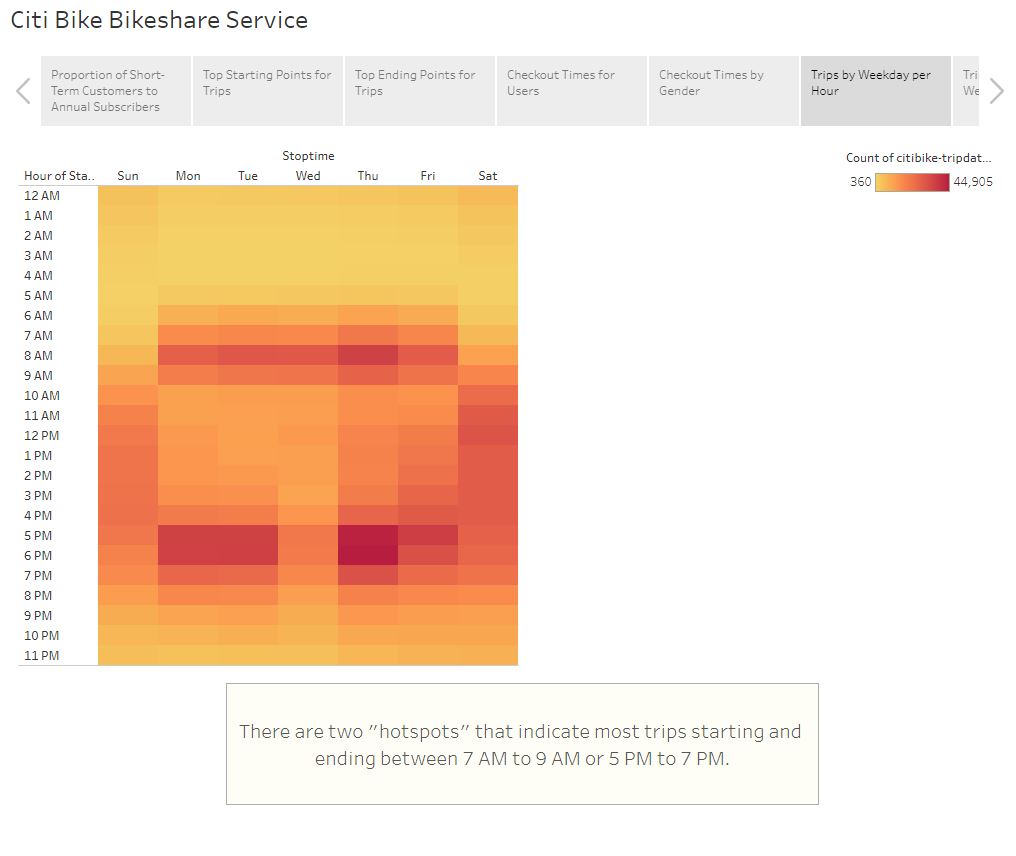 Citi Bike Bikeshare Service
Proportion of Short-
Term Customers to
Annual Subscribers
Top Starting Points for
Trips
Top Ending Points for
Trips
Checkout Times for
Users
Checkout Times by
Gender
Trips by Weekday per
Hour
Tri
We
Stoptime
Hour of Sta.. Sun Mon Tue Wed Thu Fri Sat
Count of citibike-tripdat...
360 44,905
12 AM
1 AM
2 AM
3 AM
4 AM
5 AM
6 AM
7 AM
8 AM
9 AM
10 AM
11 AM
12 PM
1 PM
2 PM
3 PM
4 PM
5 PM
6 PM
7 PM
8 PM
9 PM
10 PM
11 PM
There are two "hotspots" that indicate most trips starting and
ending between 7 AM to 9 AM or 5 PM to 7 PM.